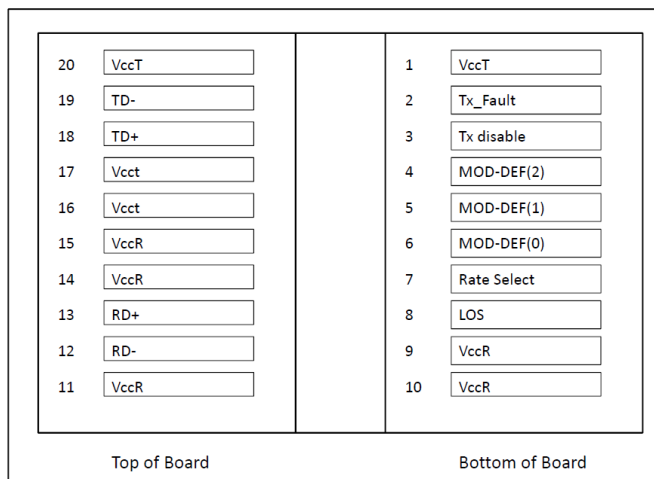 20 VccT 1 VccT
19 TD- 2 Tx_Fault
18 TD+ 3 Tx disable
17 Vcct 4 MOD-DEF(2)
16 Vcct 5 MOD-DEF(1)
15 VccR 6 MOD-DEF(0)
14 VccR 7 Rate Select
13 RD+ 8 LOS
12 RD- 9 VccR
11 VccR 10 VccR
Top of Board Bottom of Board